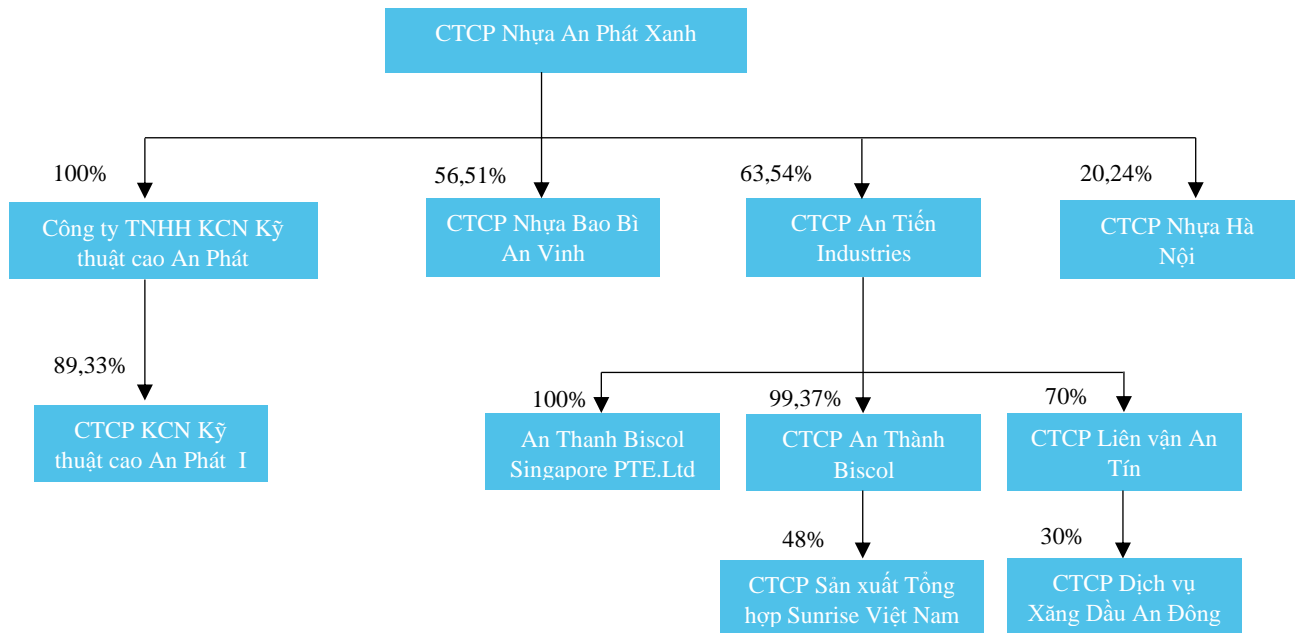 CTCP Nhựa An Phát Xanh
100%
56,51%
63,54%
20,24%
Công ty TNHH KCN Kỹ
thuật cao An Phát
CTCP Nhựa Bao Bì
An Vinh
CTCP An Tiến
Industries
CTCP Nhựa Hà
Nội
89,33%
100%
99,37%
70%
CTCP KCN Kỹ
thuật cao An Phát I
An Thanh Biscol
Singapore PTE.Ltd
CTCP An Thành
Biscol
CTCP Liên vận An
Tín
48%
30%
CTCP Sản xuất Tổng
hợp Sunrise Việt Nam
CTCP Dịch vụ
Xăng Dầu An Đông